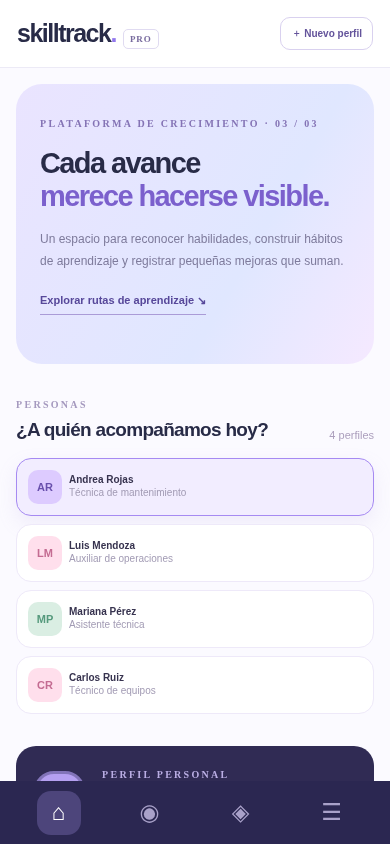 skilltrack. PRO
+ Nuevo perfil
PLATAFORMA DE CRECIMIENTO · 03 / 03
Cada avance
merece hacerse visible.
Un espacio para reconocer habilidades, construir hábitos
de aprendizaje y registrar pequeñas mejoras que suman.
Explorar rutas de aprendizaje ↘
PERSONAS
¿A quién acompañamos hoy?
4 perfiles
AR
Andrea Rojas
Técnica de mantenimiento
LM
Luis Mendoza
Auxiliar de operaciones
MP
Mariana Pérez
Asistente técnica
CR
Carlos Ruiz
Técnico de equipos
PERFIL PERSONAL